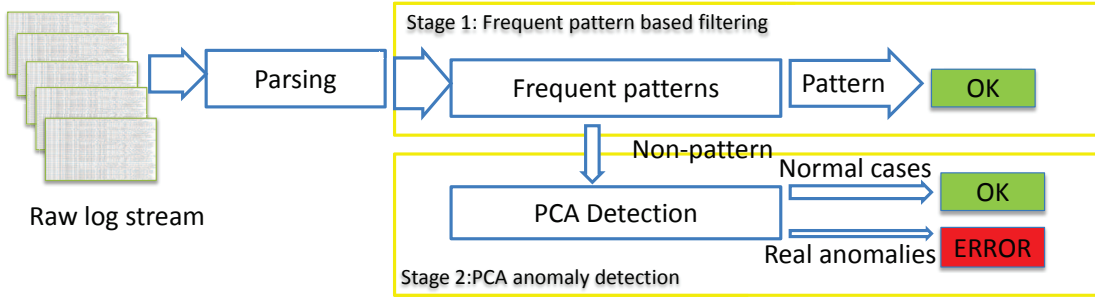 Stage 1: Frequent pattern based filtering
Parsing
Frequent patterns
Pattern
OK
Non-pattern
Raw log stream
PCA Detection
Normal cases
OK
Real anomalies
ERROR
Stage 2:PCA anomaly detection